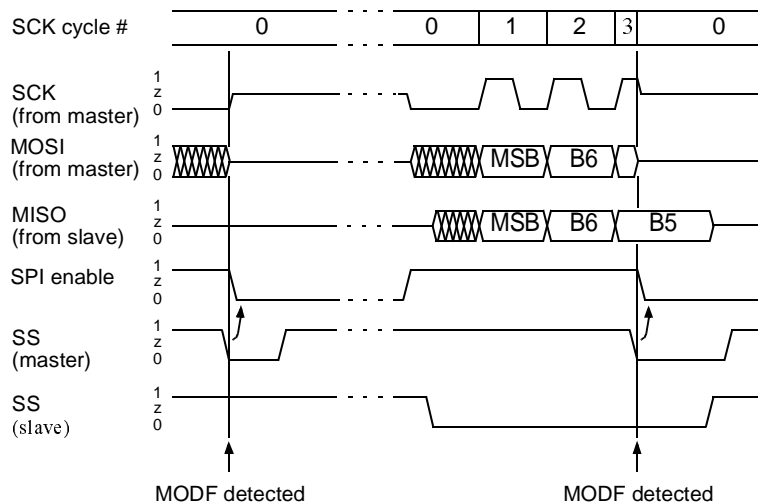 SCK cycle # 0 0 1 2 3 0
SCK
(from master)
1
z
0
MOSI
(from master)
1
z
0
MSB B6
MISO
(from slave)
1
z
0
MSB B6 B5
SPI enable
1
z
0
SS
(master)
1
z
0
SS
(slave)
1
z
0
MODF detected MODF detected